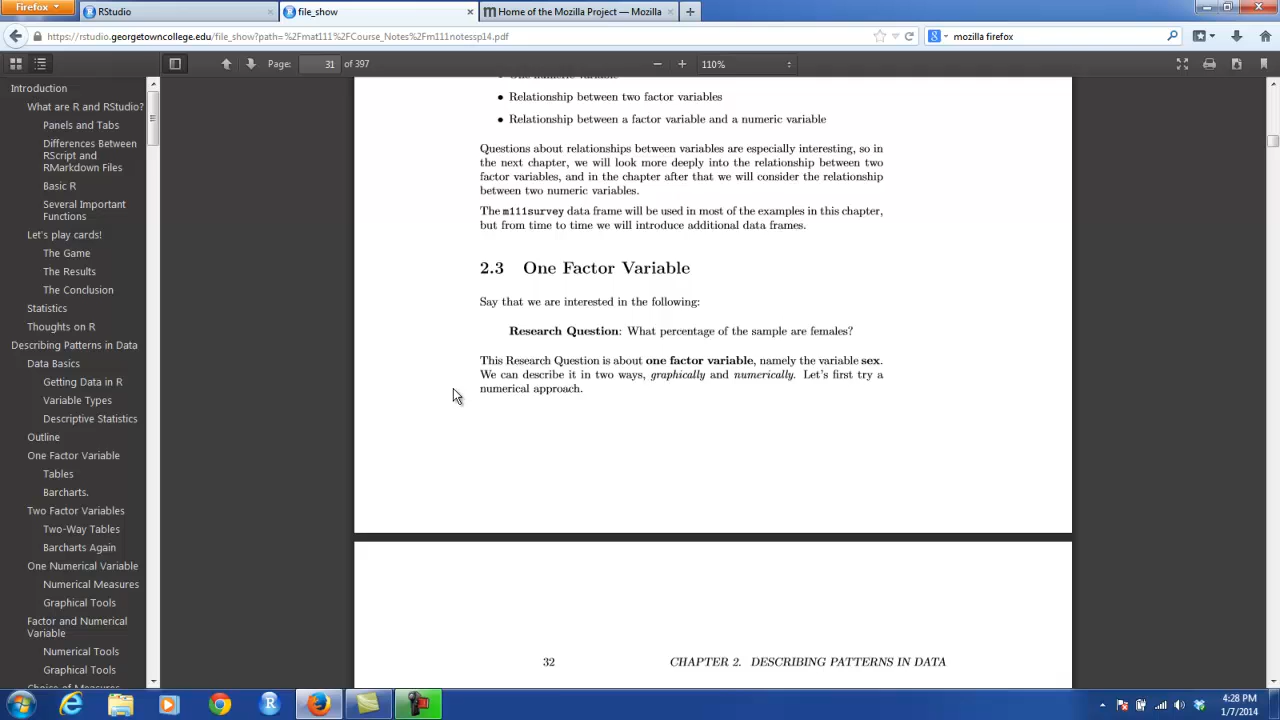 Firefox
RStudio
file_show
Home of the Mozilla Project — Mozilla
https://rstudio.georgetowncollege.edu/file_show?path=%2Fmat111%2FCourse_Notes%2Fm111notessp14.pdf
mozilla firefox
Page: 31 of 397
110%
Introduction
What are R and RStudio?
Panels and Tabs
Differences Between
RScript and
RMarkdown Files
Basic R
Several Important
Functions
Let's play cards!
The Game
The Results
The Conclusion
Statistics
Thoughts on R
Describing Patterns in Data
Data Basics
Getting Data in R
Variable Types
Descriptive Statistics
Outline
One Factor Variable
Tables
Barcharts.
Two Factor Variables
Two-Way Tables
Barcharts Again
One Numerical Variable
Numerical Measures
Graphical Tools
Factor and Numerical
Variable
Numerical Tools
Graphical Tools
Choice of Measures
• One numeric variable
• Relationship between two factor variables
• Relationship between a factor variable and a numeric variable
Questions about relationships between variables are especially interesting, so in
the next chapter, we will look more deeply into the relationship between two
factor variables, and in the chapter after that we will consider the relationship
between two numeric variables.
The m111survey data frame will be used in most of the examples in this chapter,
but from time to time we will introduce additional data frames.
2.3 One Factor Variable
Say that we are interested in the following:
Research Question: What percentage of the sample are females?
This Research Question is about one factor variable, namely the variable sex.
We can describe it in two ways, graphically and numerically. Let's first try a
numerical approach.
32 CHAPTER 2. DESCRIBING PATTERNS IN DATA
4:28 PM
1/7/2014